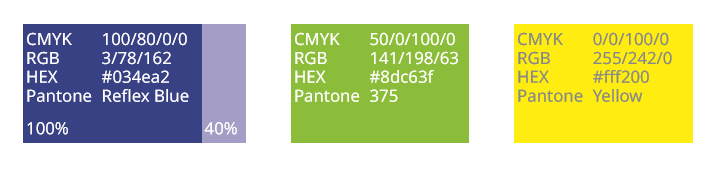 CMYK 100/80/0/0
RGB 3/78/162
HEX #034ea2
Pantone Reflex Blue
100% 40%
CMYK 50/0/100/0
RGB 141/198/63
HEX #8dc63f
Pantone 375
CMYK 0/0/100/0
RGB 255/242/0
HEX #fff200
Pantone Yellow